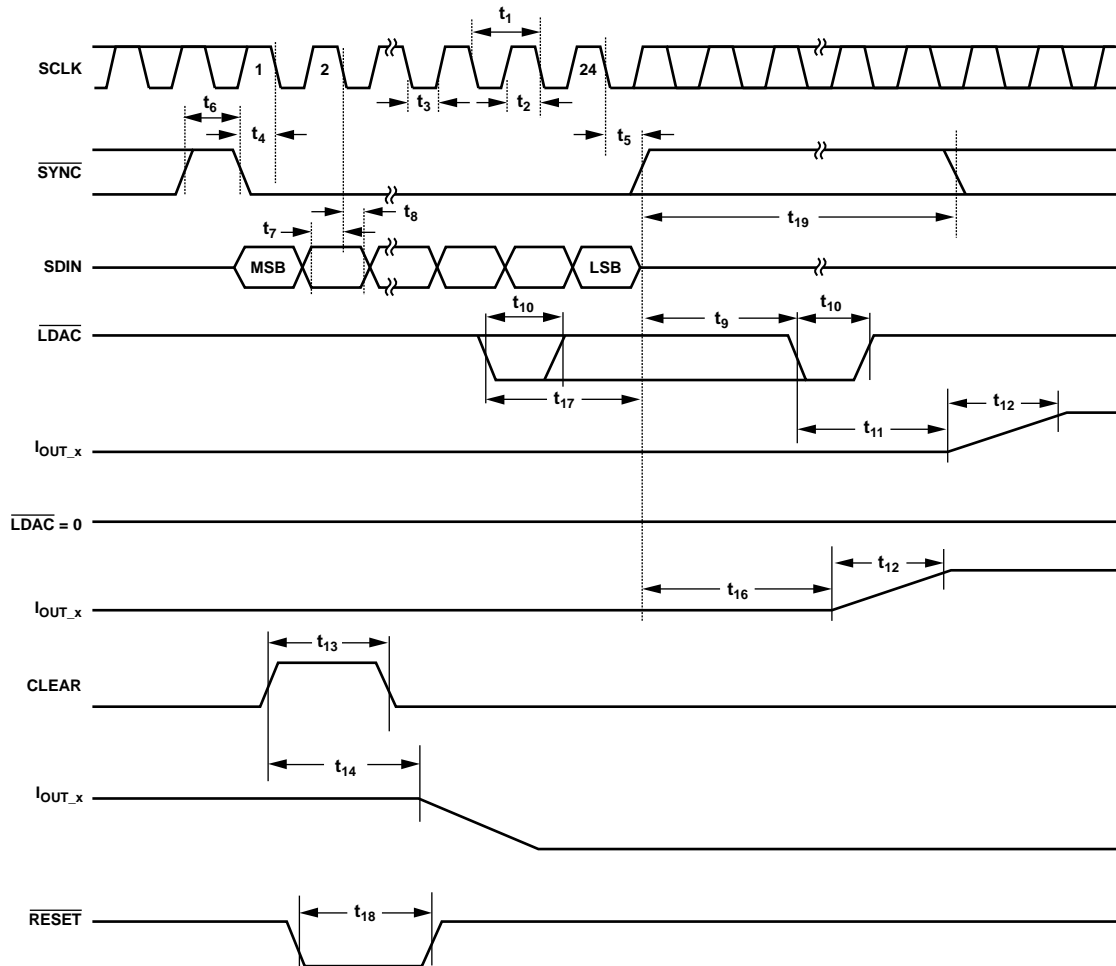 t1
SCLK
1
2
24
t3
t2
t6
t4
t5
SYNC
t19
t8
t7
SDIN
MSB
LSB
t10
t9
t10
LDAC
t17
t12
t11
IOUT_x
LDAC = 0
t12
t16
IOUT_x
t13
CLEAR
t14
IOUT_x
RESET
t18